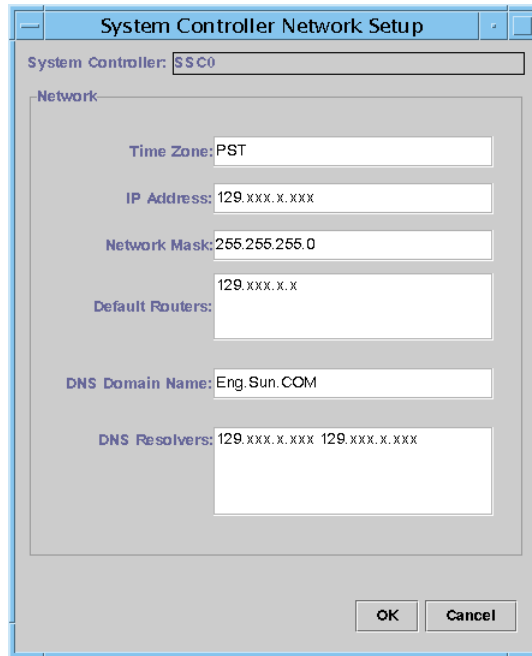 System Controller Network Setup
System Controller: SSC0
Network
Time Zone: PST
IP Address: 129.xxx.x.xxx
Network Mask: 255.255.255.0
Default Routers: 129.xxx.x.x
DNS Domain Name: Eng.Sun.COM
DNS Resolvers: 129.xxx.x.xxx 129.xxx.x.xxx
OK Cancel